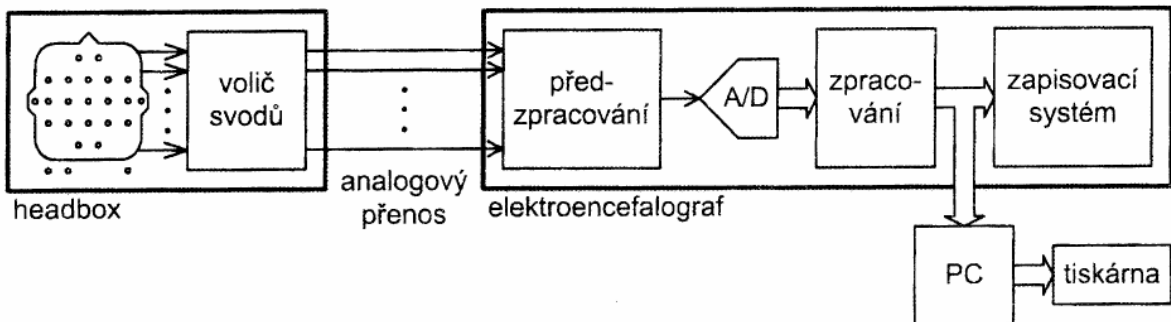 volič
svodů
headbox
analogový
přenos
před-
zpracování
A/D
zpraco-
vání
zapisovací
systém
elektroencefalograf
PC
tiskárna